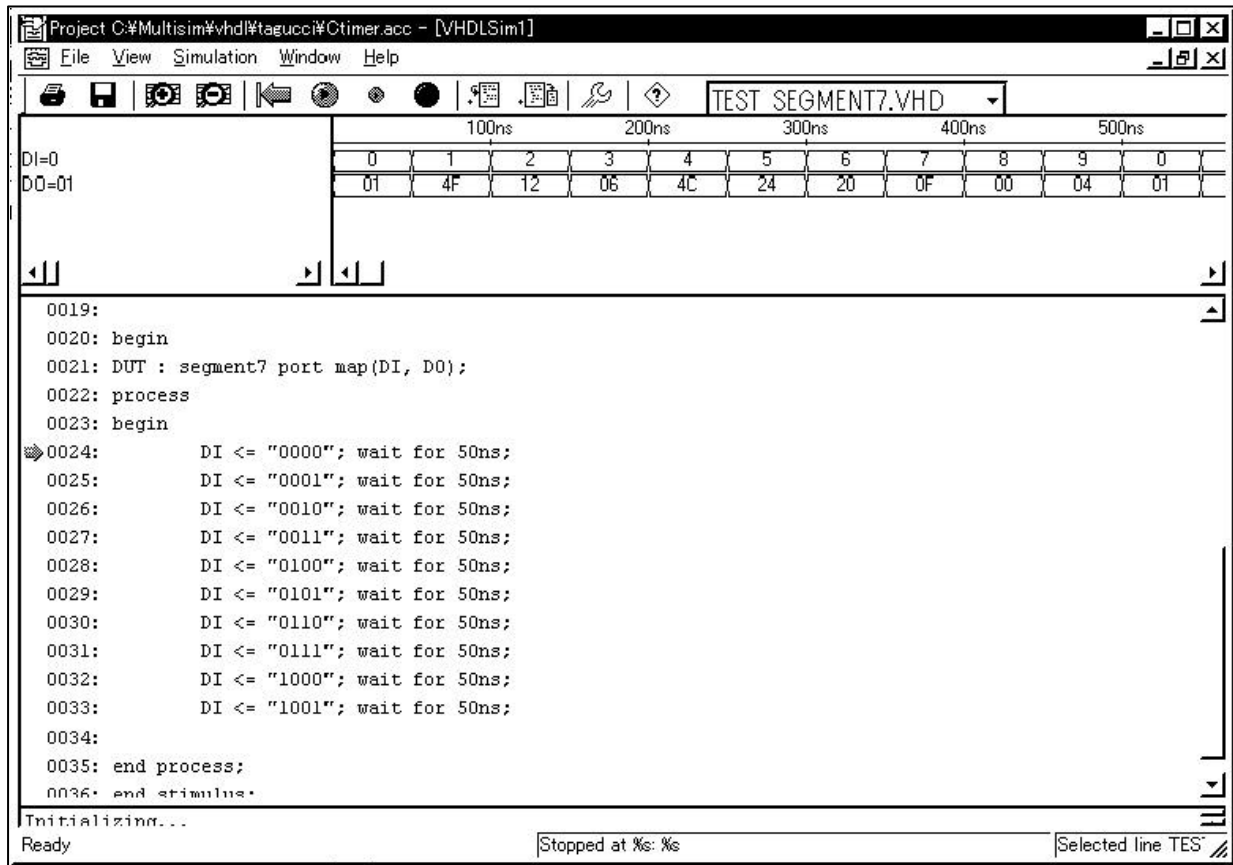 Project C:¥Multisim¥vhdl¥tagucci¥Ctimer.acc - [VHDLSim1]
File View Simulation Window Help
TEST SEGMENT7.VHD
100ns 200ns 300ns 400ns 500ns
DI=0 0 1 2 3 4 5 6 7 8 9 0
DO=01 01 4F 12 06 4C 24 20 0F 00 04 01
0019:
0020: begin
0021: DUT : segment7 port map(DI, DO);
0022: process
0023: begin
0024: DI <= "0000"; wait for 50ns;
0025: DI <= "0001"; wait for 50ns;
0026: DI <= "0010"; wait for 50ns;
0027: DI <= "0011"; wait for 50ns;
0028: DI <= "0100"; wait for 50ns;
0029: DI <= "0101"; wait for 50ns;
0030: DI <= "0110"; wait for 50ns;
0031: DI <= "0111"; wait for 50ns;
0032: DI <= "1000"; wait for 50ns;
0033: DI <= "1001"; wait for 50ns;
0034:
0035: end process;
0036: end stimulus;
Initializing...
Ready Stopped at %s: %s Selected line TES